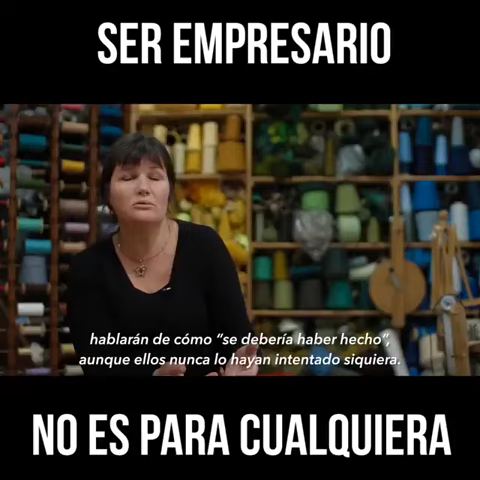 SER EMPRESARIO
hablarán de cómo "se debería haber hecho",
aunque ellos nunca lo hayan intentado siquiera.
NO ES PARA CUALQUIERA